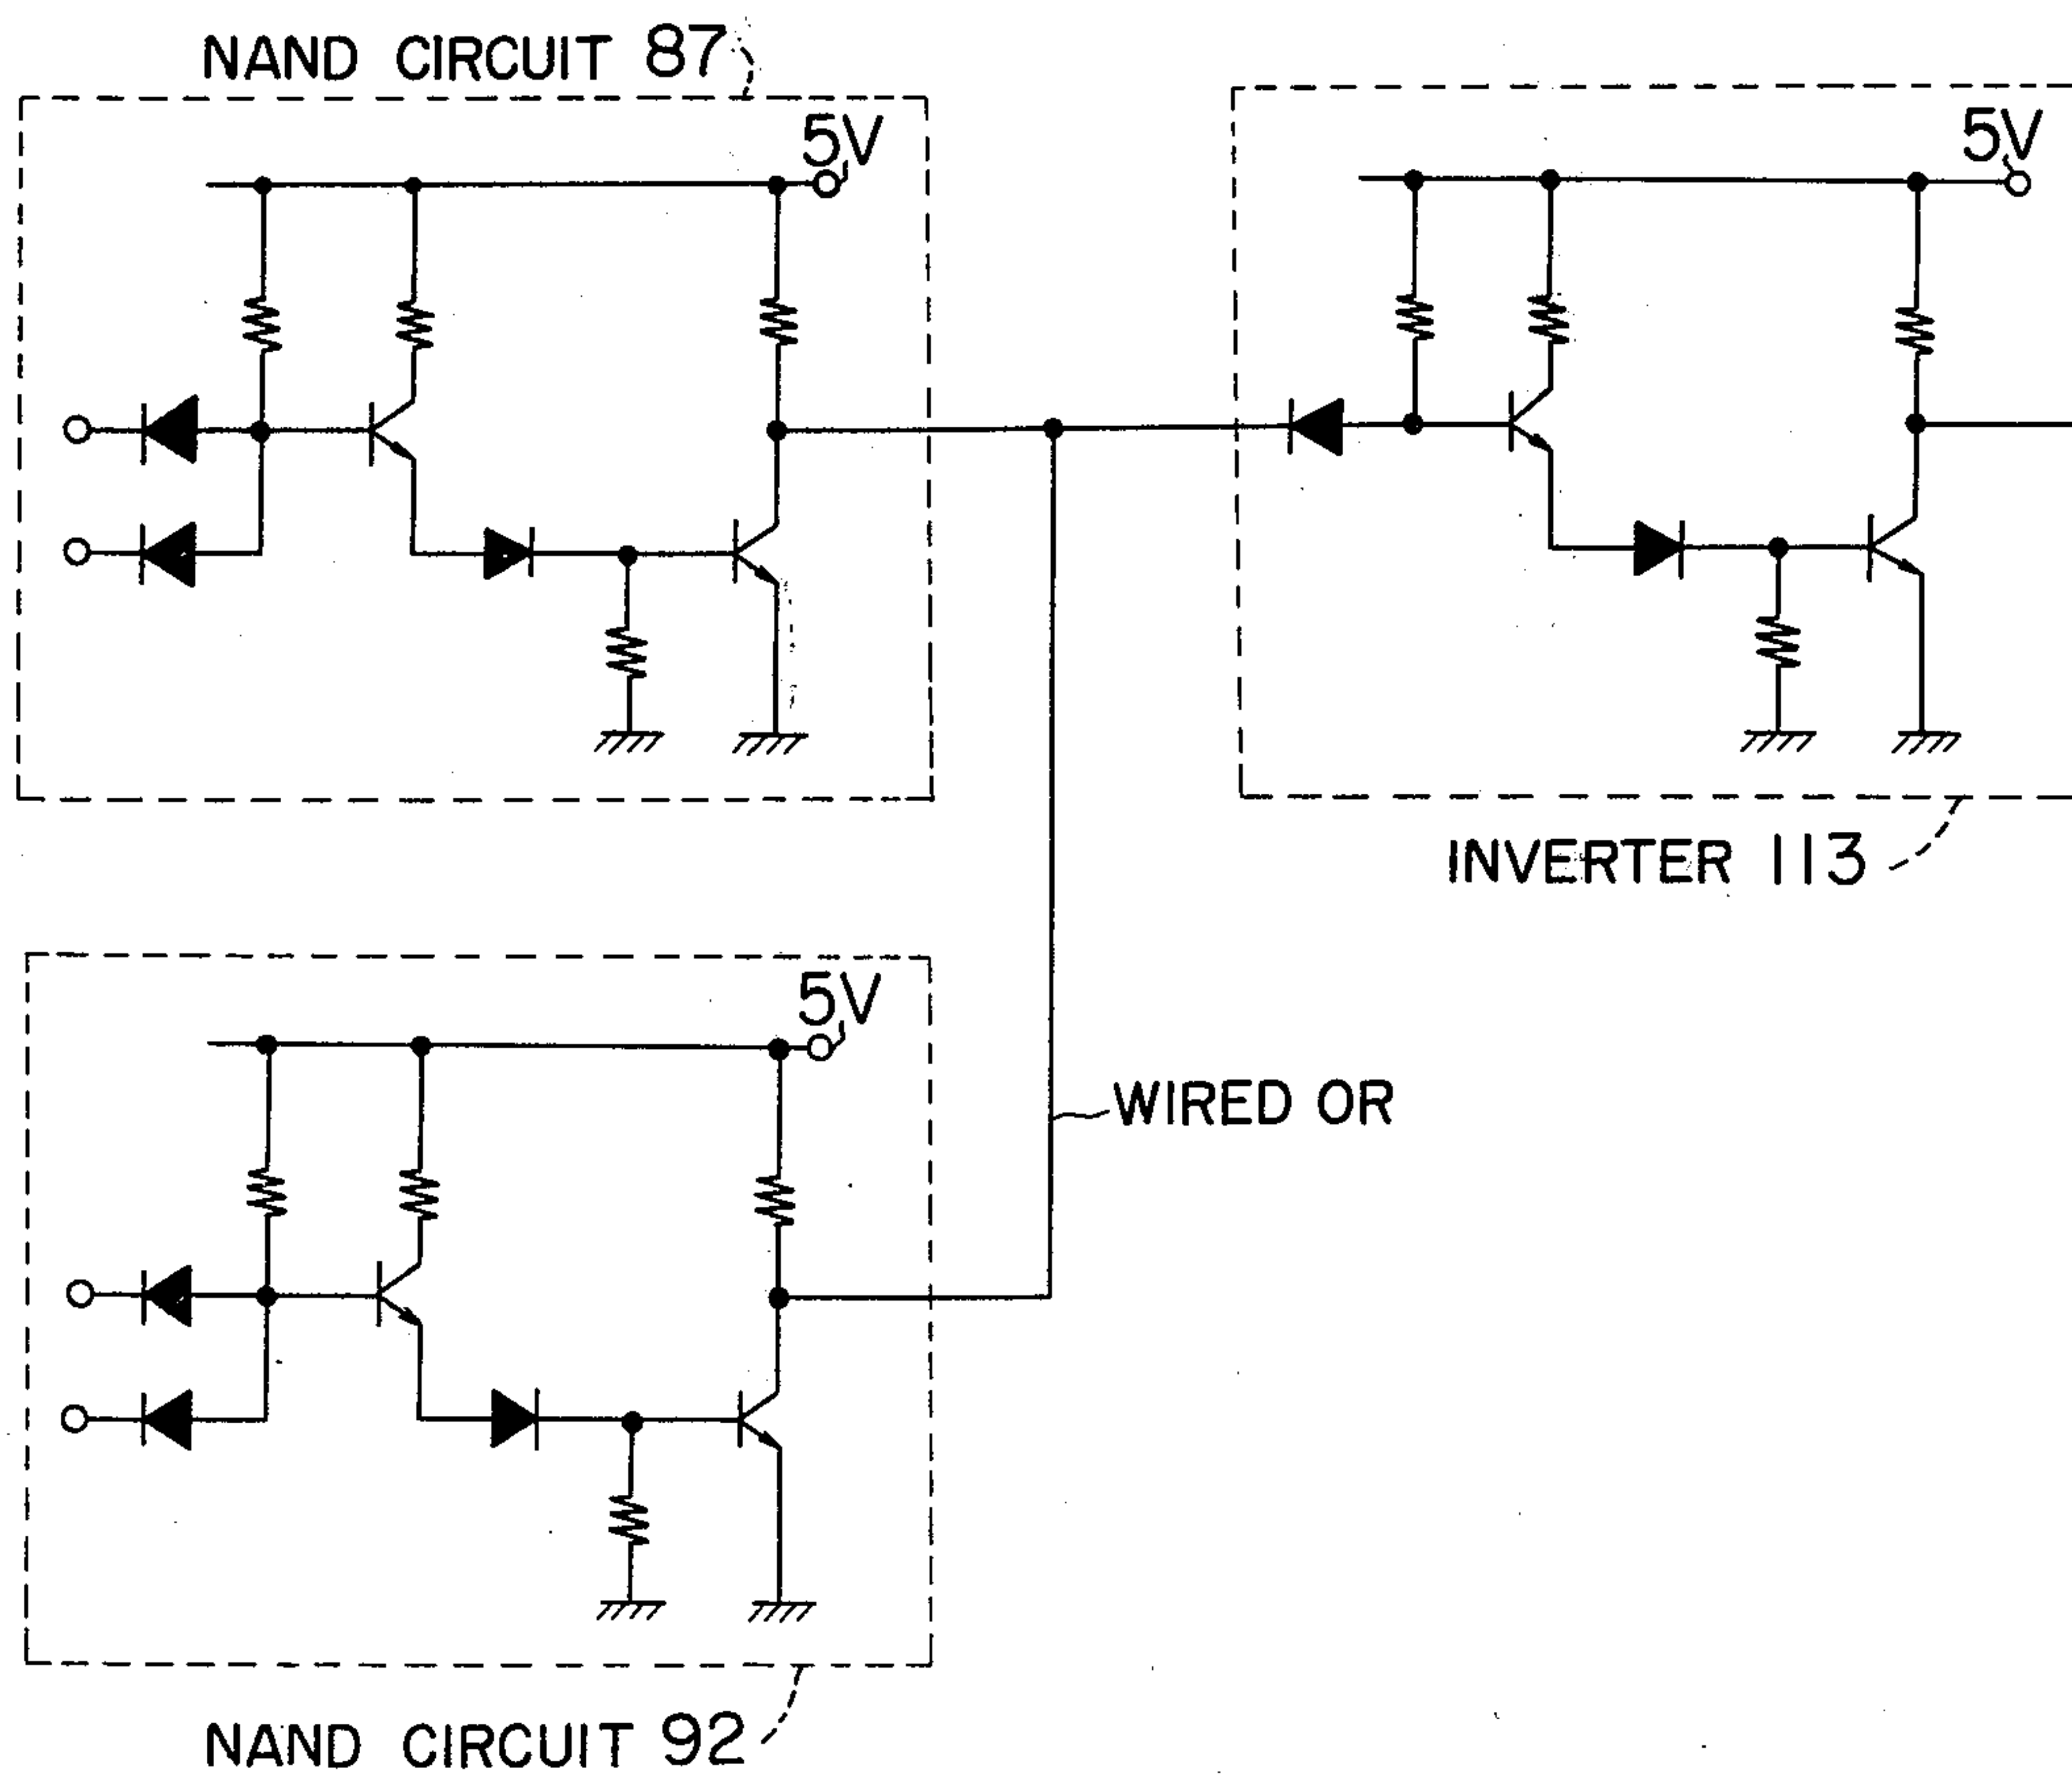 NAND CIRCUIT 87
5V
5V
INVERTER 113
5V
WIRED OR
NAND CIRCUIT 92